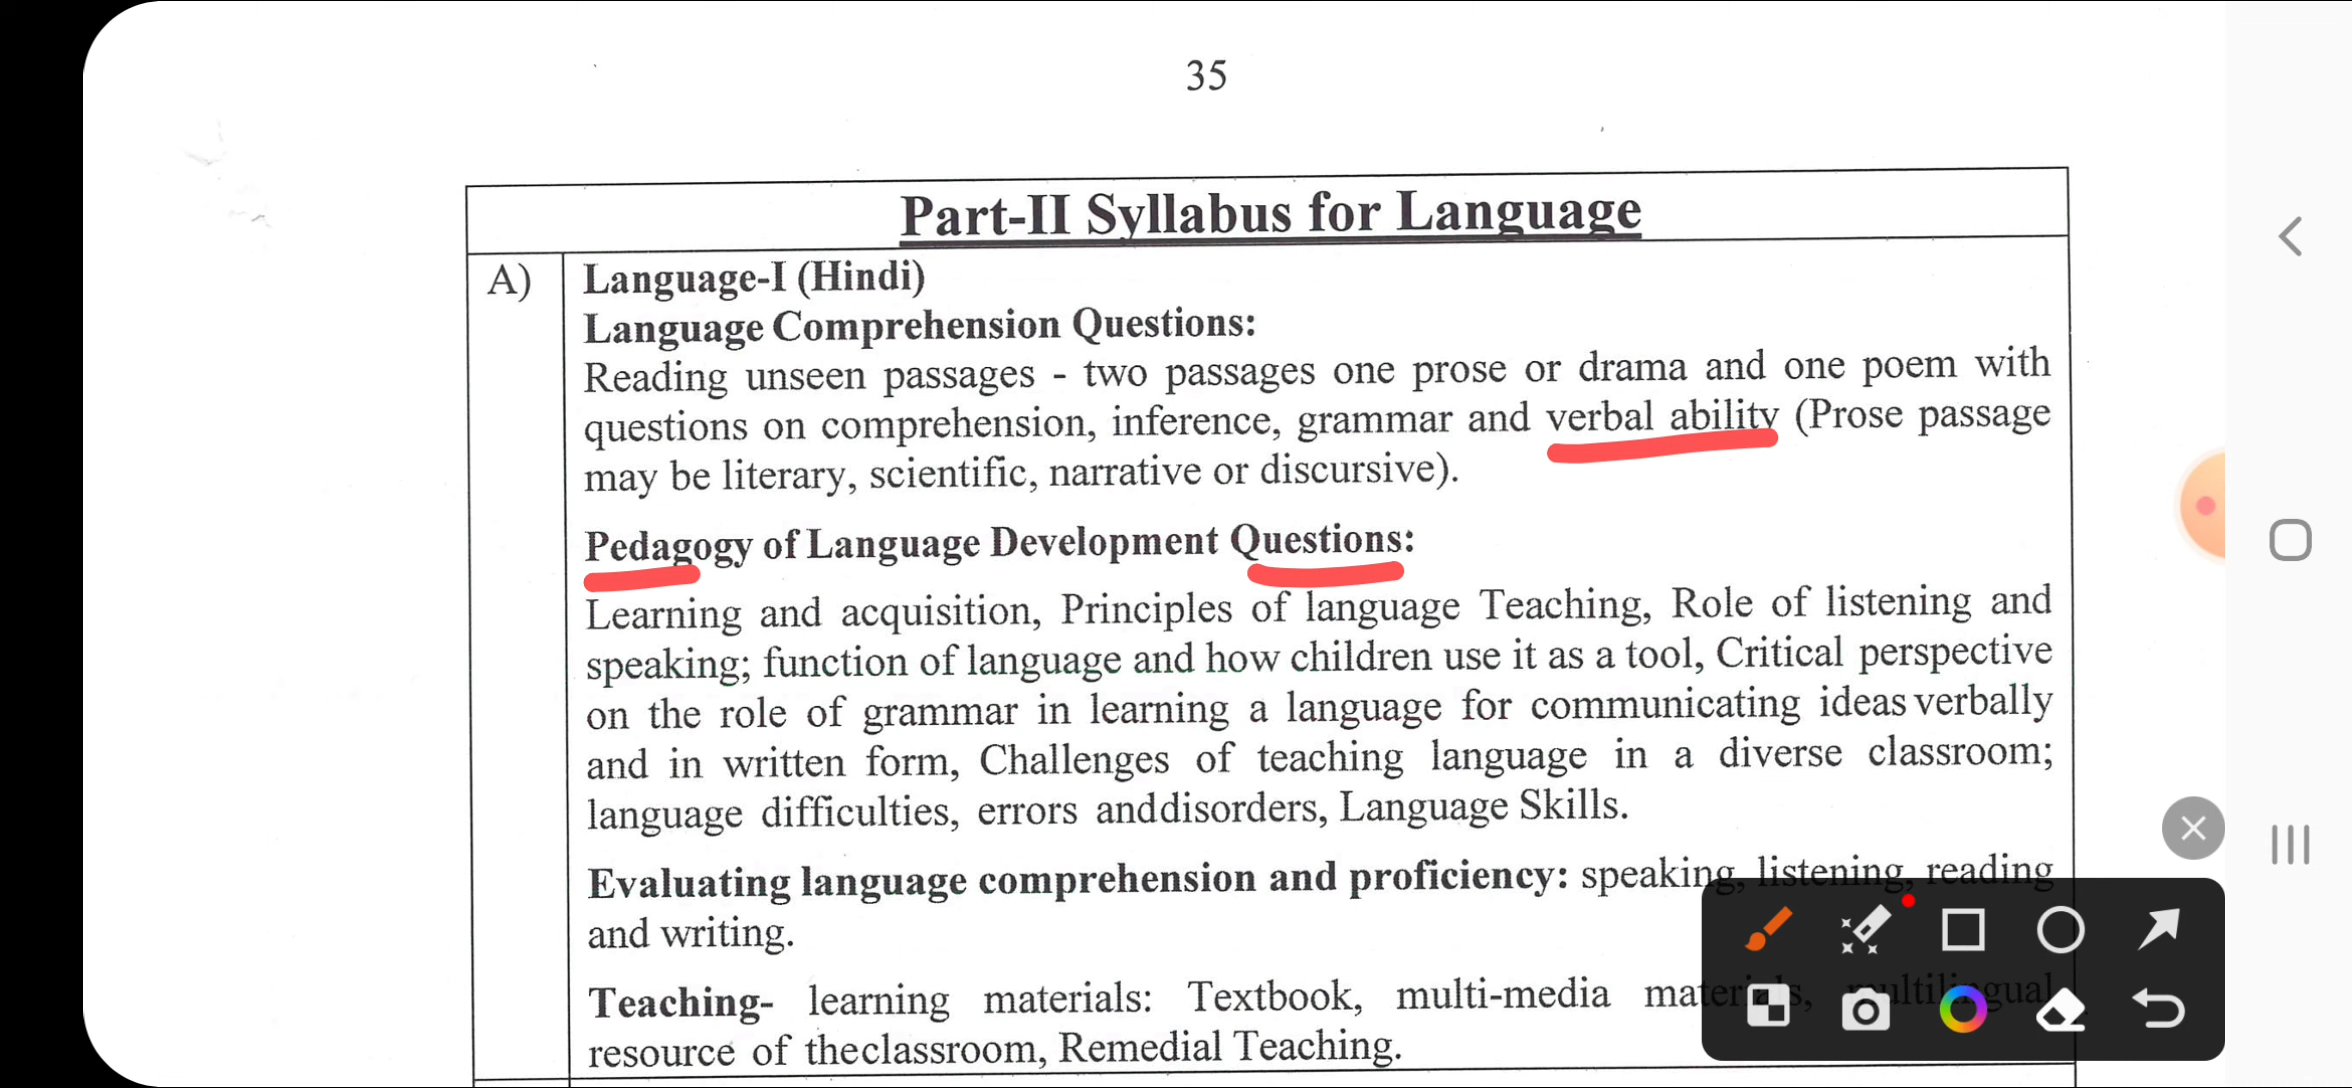 35
Part-II Syllabus for Language
A) Language-I (Hindi)
Language Comprehension Questions:
Reading unseen passages - two passages one prose or drama and one poem with
questions on comprehension, inference, grammar and verbal ability (Prose passage
may be literary, scientific, narrative or discursive).
Pedagogy of Language Development Questions:
Learning and acquisition, Principles of language Teaching, Role of listening and
speaking; function of language and how children use it as a tool, Critical perspective
on the role of grammar in learning a language for communicating ideas verbally
and in written form, Challenges of teaching language in a diverse classroom;
language difficulties, errors anddisorders, Language Skills.
Evaluating language comprehension and proficiency: speaking, listening, reading
and writing.
Teaching- learning materials: Textbook, multi-media materials, multilingual
resource of theclassroom, Remedial Teaching.